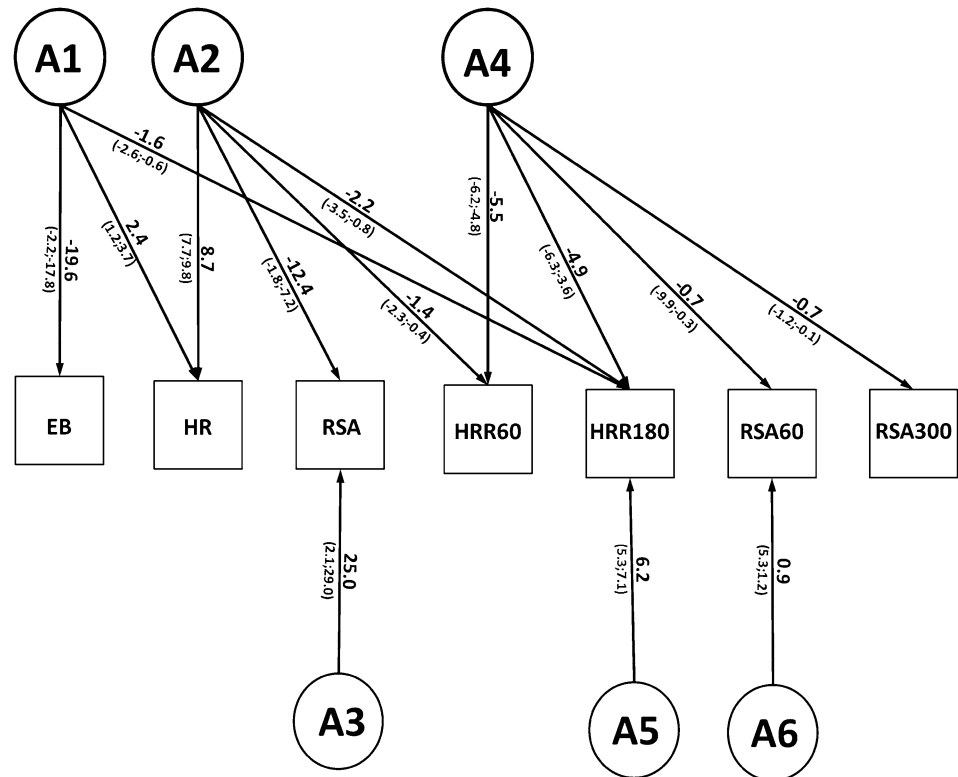 A1
A2
A4
-1.6
(-2.6;-0.6)
-2.2
(-3.5;-0.8)
-5.5
(-6.2;-4.8)
-19.6
(-2.2;-17.8)
2.4
(1.2;3.7)
8.7
(7.7;9.8)
-12.4
(-1.8;-7.2)
-1.4
(-2.3;-0.4)
-4.9
(-6.3;-3.6)
-0.7
(-9.9;-0.3)
-0.7
(-1.2;-0.1)
EB
HR
RSA
HRR60
HRR180
RSA60
RSA300
25.0
(2.1;29.0)
6.2
(5.3;7.1)
0.9
(5.3;1.2)
A3
A5
A6